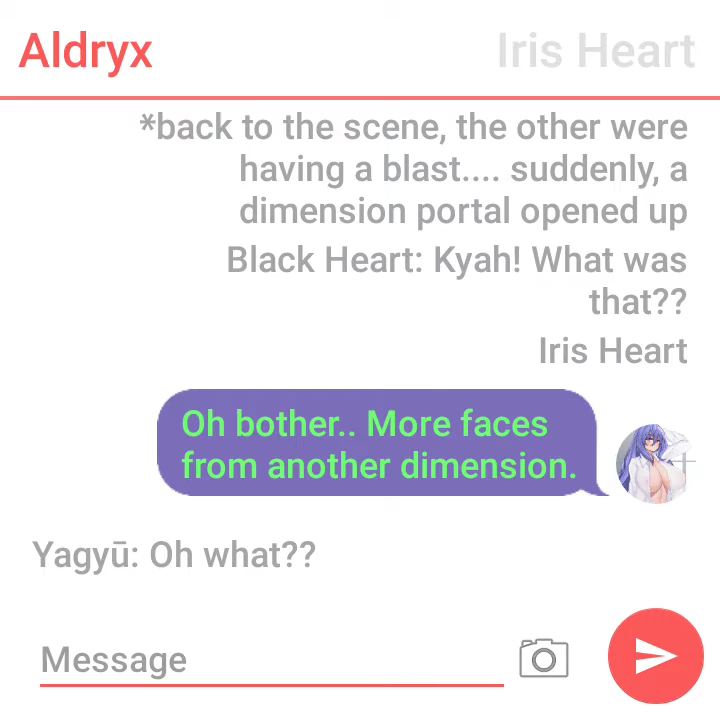 Aldryx
Iris Heart
*back to the scene, the other were
having a blast.... suddenly, a
dimension portal opened up
Black Heart: Kyah! What was
that??
Iris Heart
Oh bother.. More faces
from another dimension.
Yagyū: Oh what??
Message